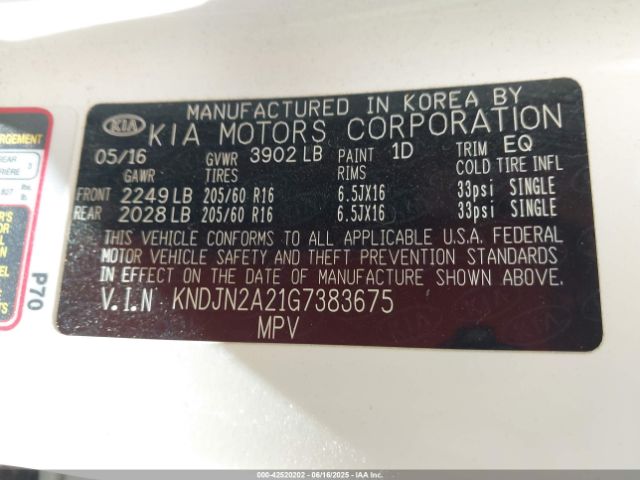 MANUFACTURED IN KOREA BY
KIA KIA MOTORS CORPORATION
05/16 GVWR 3902 LB PAINT 1D TRIM EQ
GAWR TIRES RIMS COLD TIRE INFL
FRONT 2249 LB 205/60 R16 6.5JX16 33psi SINGLE
REAR 2028 LB 205/60 R16 6.5JX16 33psi SINGLE
THIS VEHICLE CONFORMS TO ALL APPLICABLE U.S.A. FEDERAL
MOTOR VEHICLE SAFETY AND THEFT PREVENTION STANDARDS
IN EFFECT ON THE DATE OF MANUFACTURE SHOWN ABOVE.
V.I.N KNDJN2A21G7383675
MPV
P70
000-42520202 - 06/16/2025 - IAAI.COM